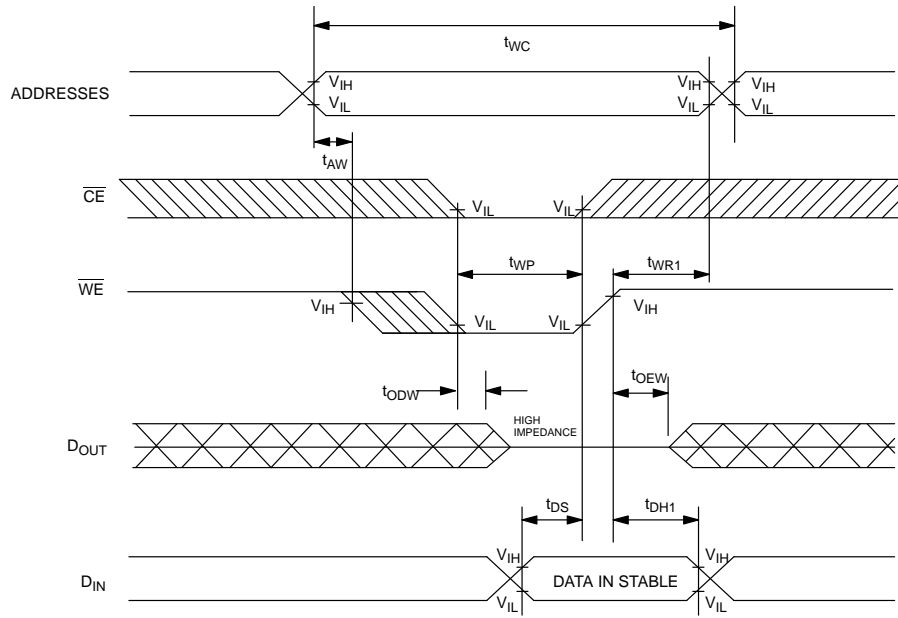 tWC
ADDRESSES
VIH
VIL
VIH
VIL
VIH
VIL
tAW
CE
VIL
VIL
tWP
tWR1
WE
VIH
VIL
VIL
VIH
tODW
tOEW
HIGH
IMPEDANCE
DOUT
tDS
tDH1
DIN
VIH
VIL
DATA IN STABLE
VIH
VIL